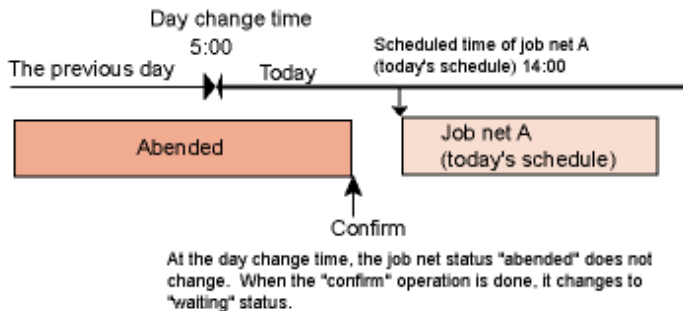 Day change time
5:00
Scheduled time of job net A
(today's schedule) 14:00
The previous day
Today
Abended
Job net A
(today's schedule)
Confirm
At the day change time, the job net status "abended" does not
change.  When the "confirm" operation is done, it changes to
"waiting" status.